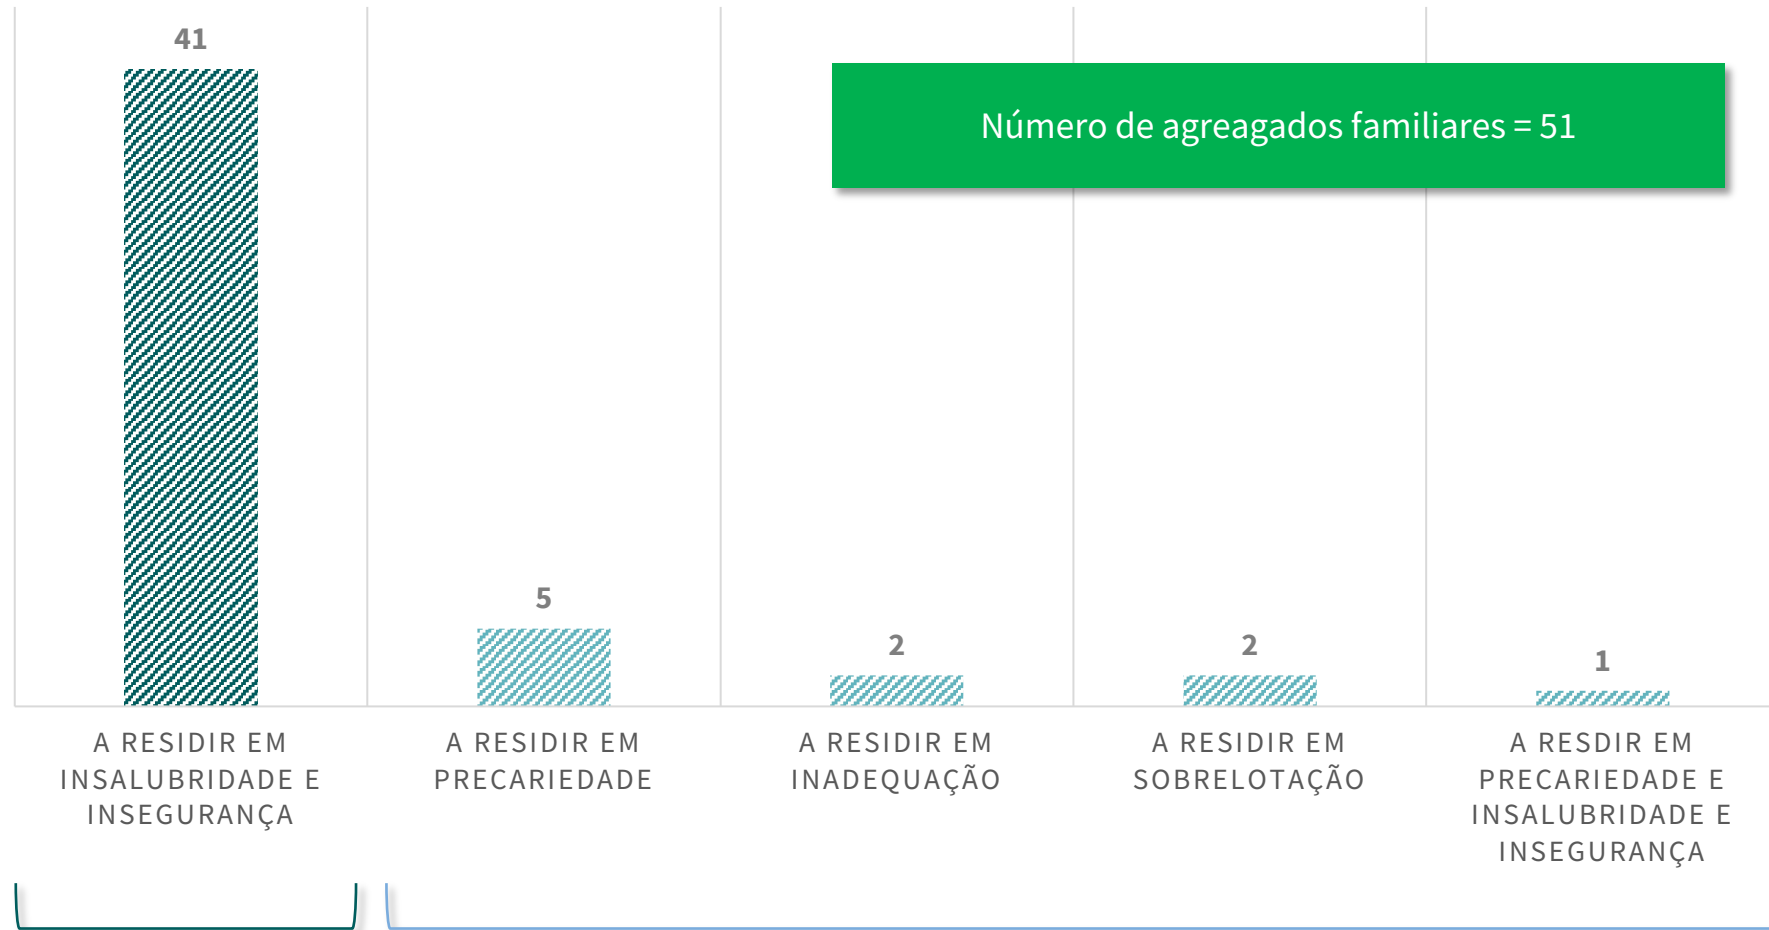 41
Número de agreagados familiares = 51
5
2
2
1
A RESIDIR EM
INSALUBRIDADE E
INSEGURANÇA
A RESIDIR EM
PRECARIEDADE
A RESIDIR EM
INADEQUAÇÃO
A RESIDIR EM
SOBRELOTAÇÃO
A RESDIR EM
PRECARIEDADE E
INSALUBRIDADE E
INSEGURANÇA